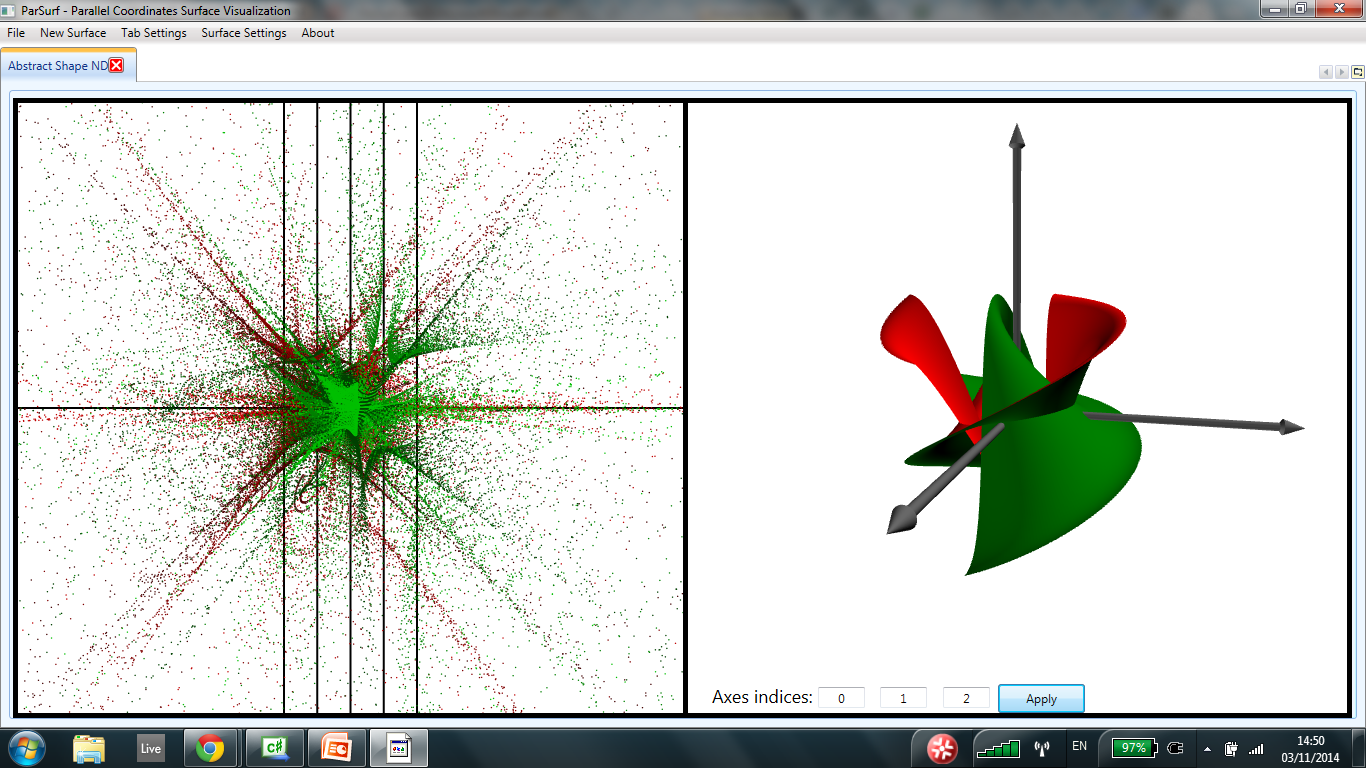 ParSurf - Parallel Coordinates Surface Visualization
File New Surface Tab Settings Surface Settings About
Abstract Shape ND
Axes indices: 0 1 2 Apply
Live C# EN 97% 14:50
03/11/2014